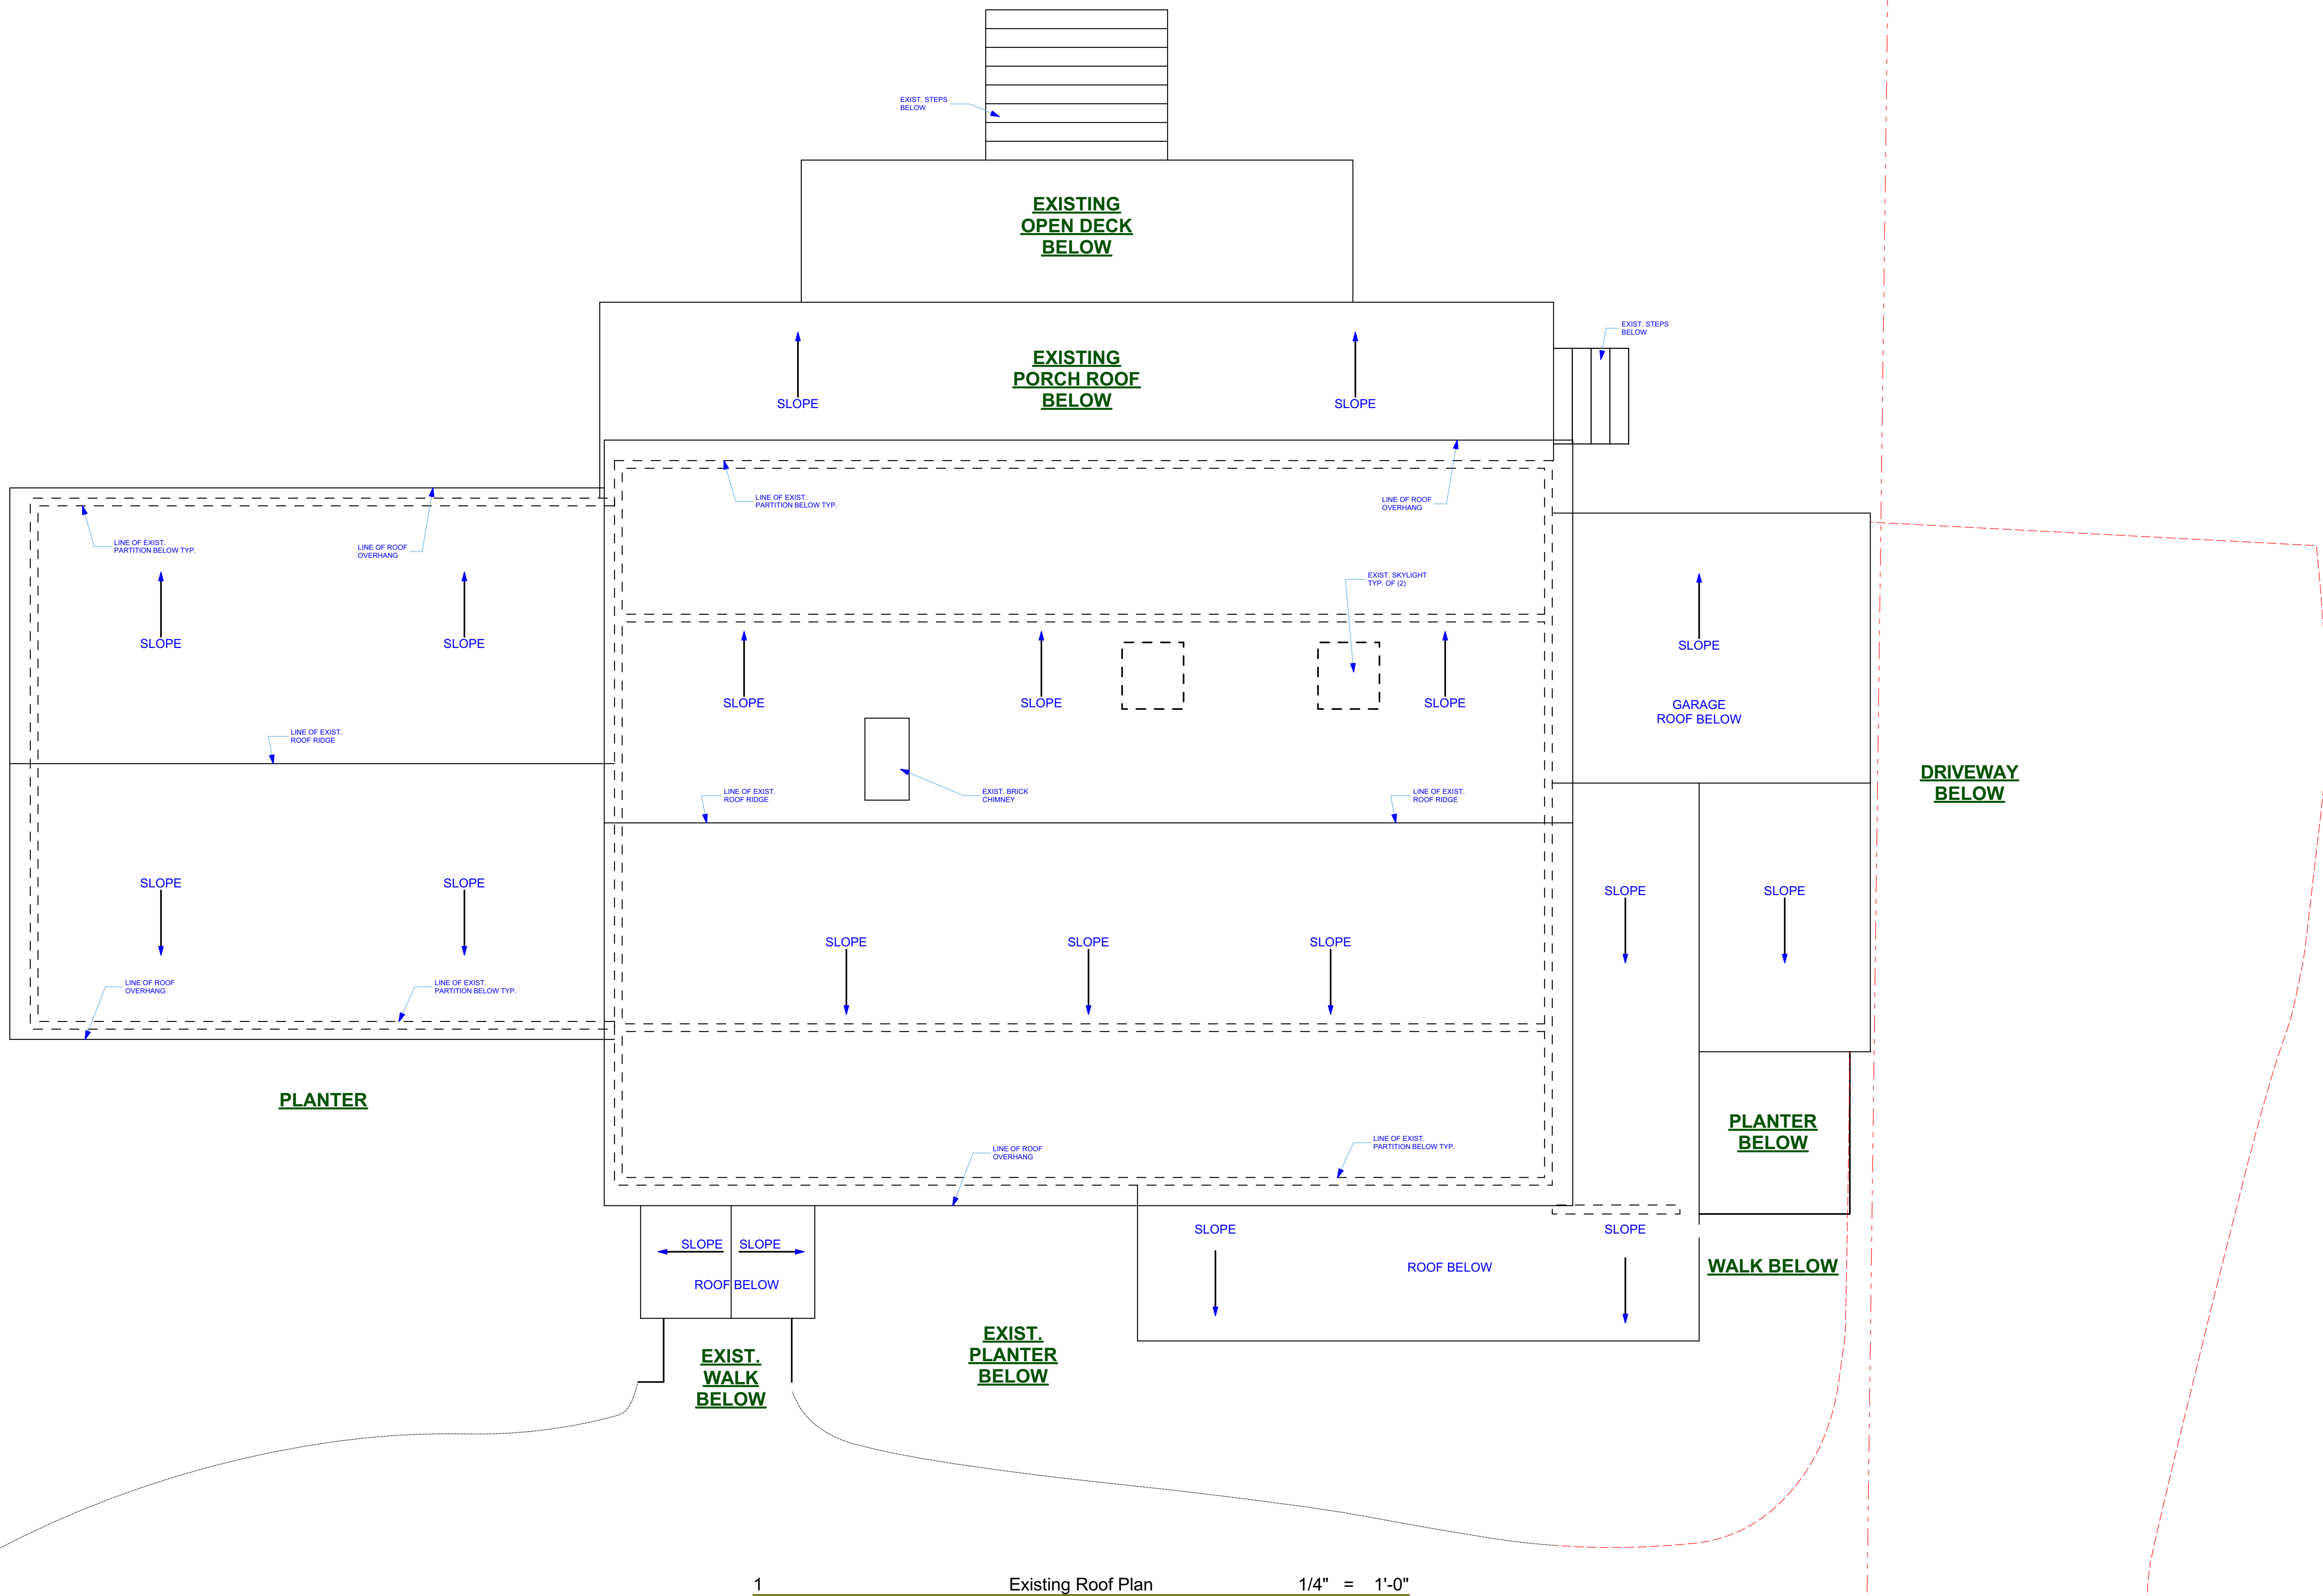 EXIST. STEPS
BELOW
EXISTING
OPEN DECK
BELOW
EXIST. STEPS
BELOW
EXISTING
PORCH ROOF
BELOW
SLOPE
SLOPE
LINE OF EXIST.
PARTITION BELOW TYP.
LINE OF ROOF
OVERHANG
LINE OF EXIST.
PARTITION BELOW TYP.
LINE OF ROOF
OVERHANG
EXIST. SKYLIGHT
TYP. OF (2)
SLOPE
SLOPE
SLOPE
SLOPE
SLOPE
SLOPE
GARAGE
ROOF BELOW
LINE OF EXIST.
ROOF RIDGE
DRIVEWAY
BELOW
LINE OF EXIST.
ROOF RIDGE
EXIST. BRICK
CHIMNEY
LINE OF EXIST.
ROOF RIDGE
SLOPE
SLOPE
SLOPE
SLOPE
SLOPE
SLOPE
SLOPE
LINE OF ROOF
OVERHANG
LINE OF EXIST.
PARTITION BELOW TYP.
PLANTER
PLANTER
BELOW
LINE OF ROOF
OVERHANG
LINE OF EXIST.
PARTITION BELOW TYP.
SLOPE
SLOPE
SLOPE
SLOPE
ROOF BELOW
ROOF BELOW
WALK BELOW
EXIST.
WALK
BELOW
EXIST.
PLANTER
BELOW
1 Existing Roof Plan 1/4" = 1'-0"